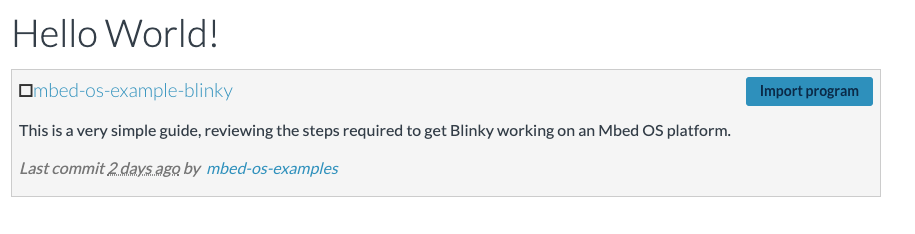 Hello World!
mbed-os-example-blinky
Import program
This is a very simple guide, reviewing the steps required to get Blinky working on an Mbed OS platform.
Last commit 2 days ago by mbed-os-examples